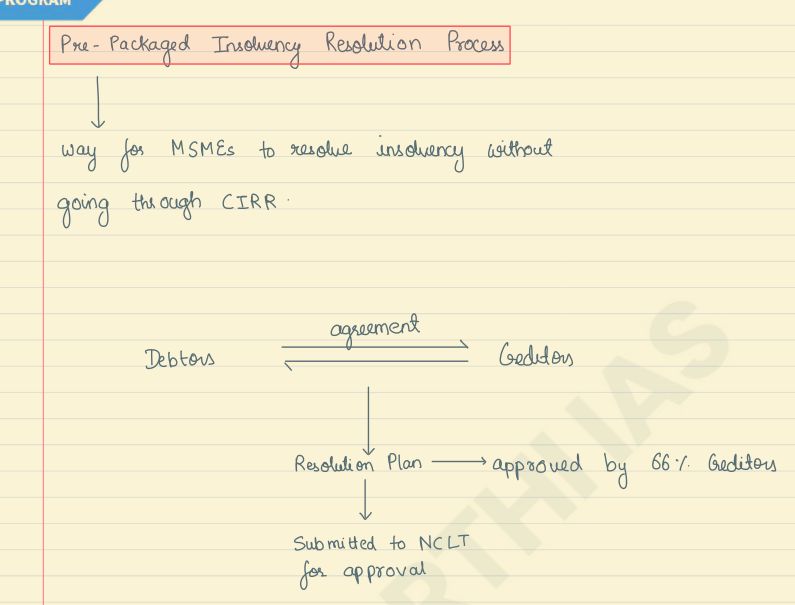 PROGRAM
Pre-Packaged Insolvency Resolution Process
way for MSMEs to resolve insolvency without
going through CIRR.
agreement
Debtors Creditors
Resolution Plan → approved by 66% Creditors
Submitted to NCLT
for approval
IAS